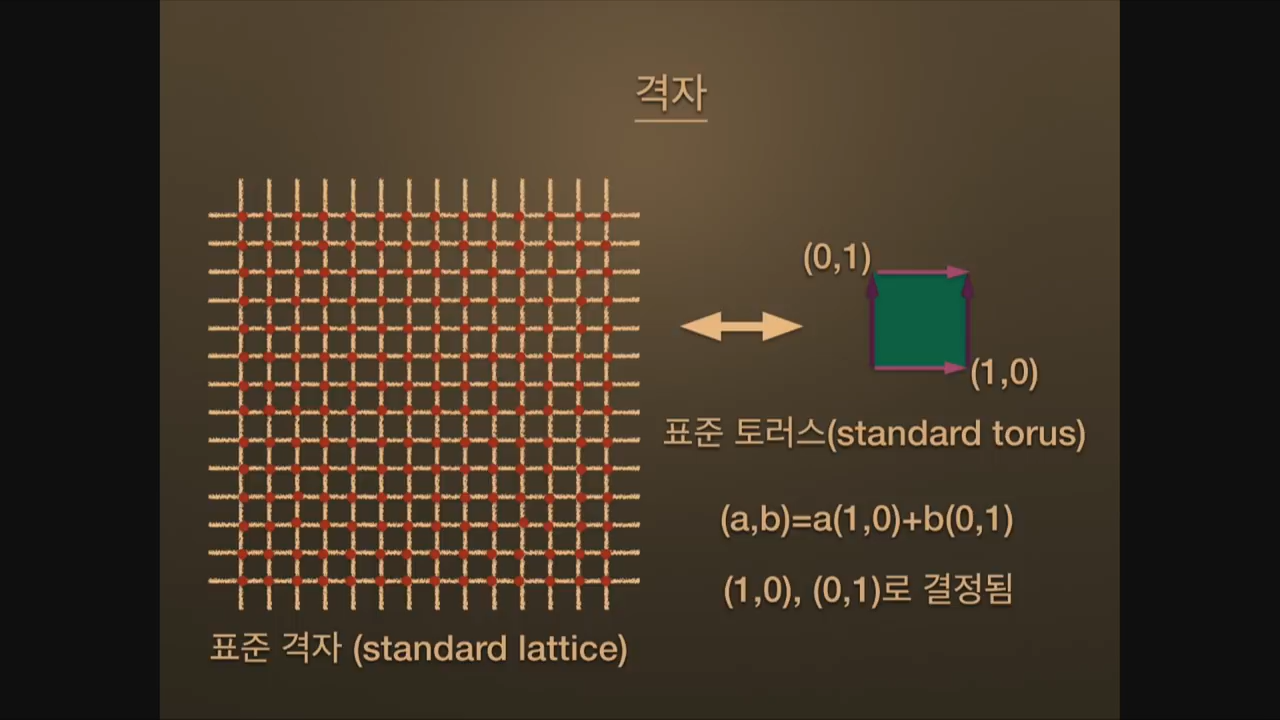 격자
(0,1)
(1,0)
표준 토러스(standard torus)
(a,b)=a(1,0)+b(0,1)
(1,0), (0,1)로 결정됨
표준 격자 (standard lattice)